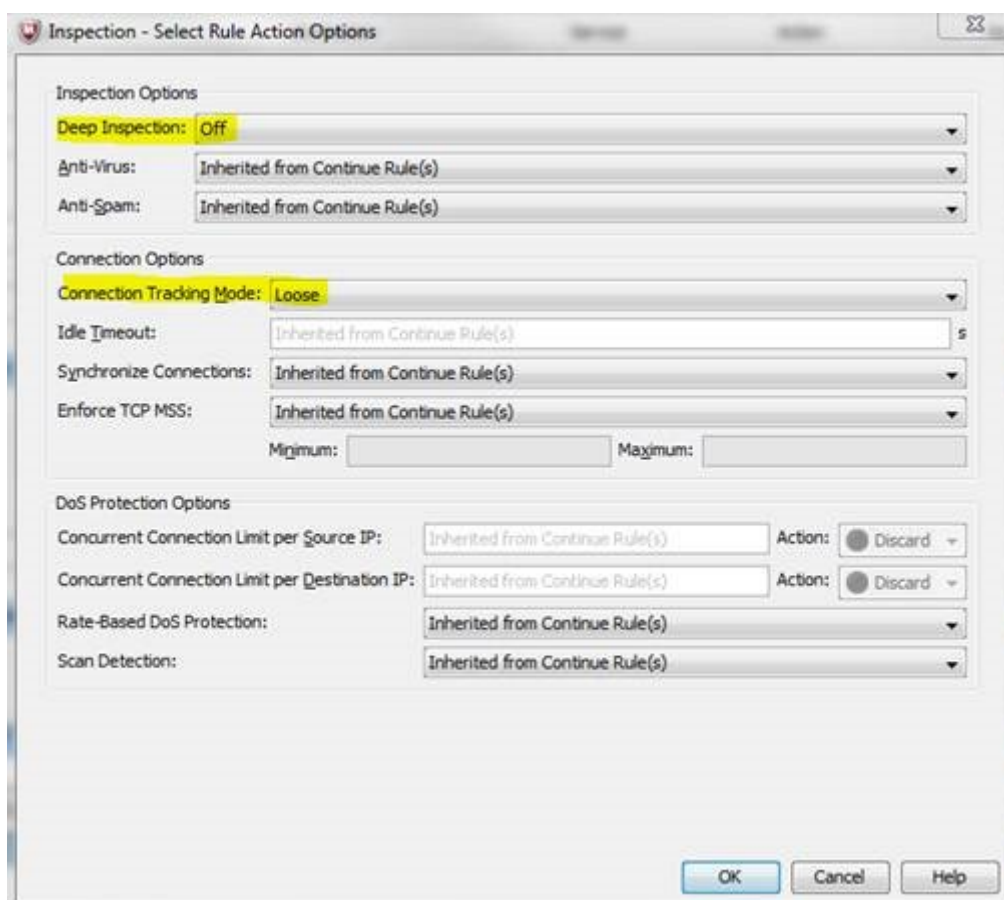 Inspection - Select Rule Action Options
Inspection Options
Deep Inspection: Off
Anti-Virus: Inherited from Continue Rule(s)
Anti-Spam: Inherited from Continue Rule(s)
Connection Options
Connection Tracking Mode: Loose
Idle Timeout: Inherited from Continue Rule(s) s
Synchronize Connections: Inherited from Continue Rule(s)
Enforce TCP MSS: Inherited from Continue Rule(s)
Minimum: Maximum:
DoS Protection Options
Concurrent Connection Limit per Source IP: Inherited from Continue Rule(s) Action: Discard
Concurrent Connection Limit per Destination IP: Inherited from Continue Rule(s) Action: Discard
Rate-Based DoS Protection: Inherited from Continue Rule(s)
Scan Detection: Inherited from Continue Rule(s)
OK Cancel Help